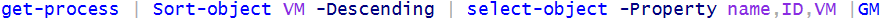 get-process | Sort-object VM -Descending | select-object -Property name,ID,VM |GM